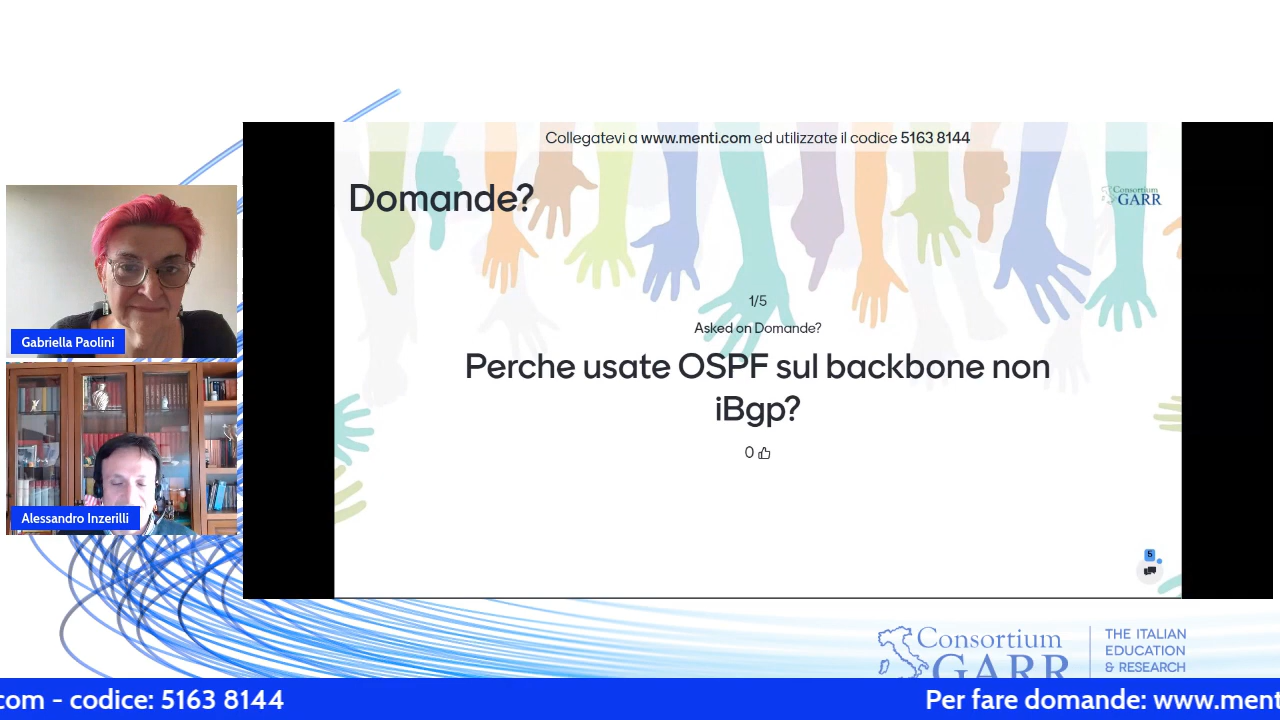 Collegatevi a www.menti.com ed utilizzate il codice 5163 8144
Domande?
Consortium
GARR
1/5
Asked on Domande?
Perche usate OSPF sul backbone non
iBgp?
0
5
Gabriella Paolini
Alessandro Inzerilli
Consortium
GARR
THE ITALIAN
EDUCATION
& RESEARCH
com - codice: 5163 8144
Per fare domande: www.ment